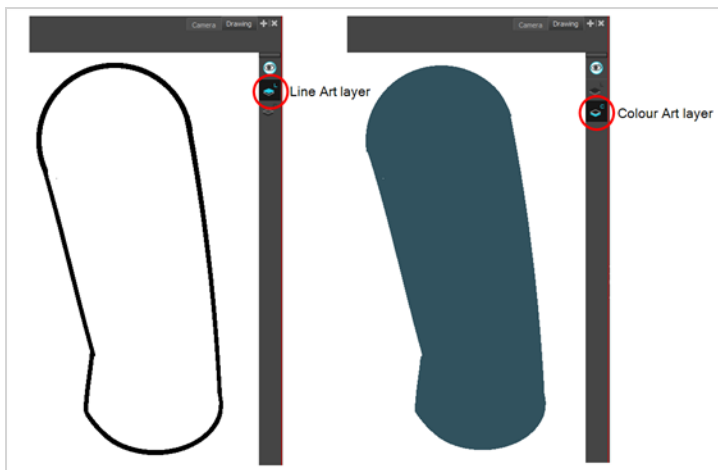 Camera Drawing
Camera Drawing
L
Line Art layer
C
Colour Art layer